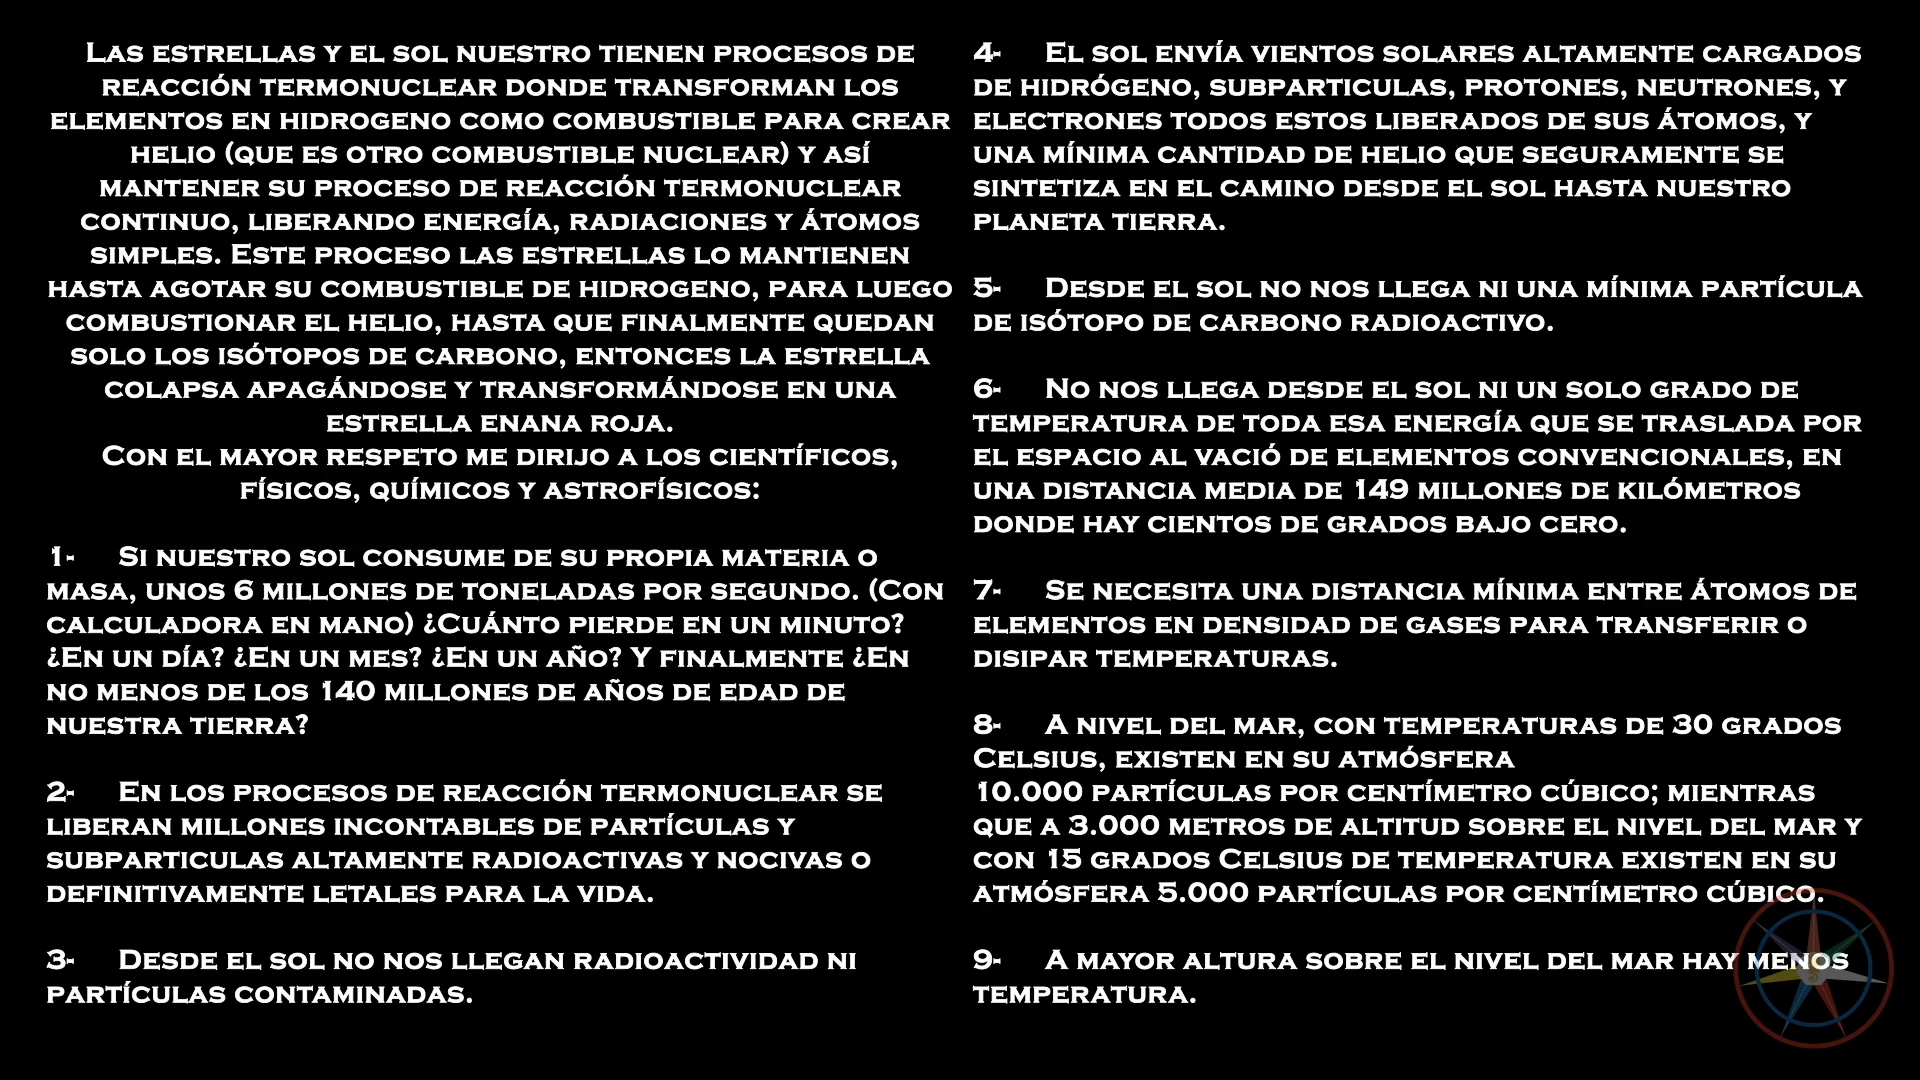 Las estrellas y el sol nuestro tienen procesos de
reacción termonuclear donde transforman los
elementos en hidrogeno como combustible para crear
helio (que es otro combustible nuclear) y así
mantener su proceso de reacción termonuclear
continuo, liberando energía, radiaciones y átomos
simples. Este proceso las estrellas lo mantienen
hasta agotar su combustible de hidrogeno, para luego
combustionar el helio, hasta que finalmente quedan
solo los isótopos de carbono, entonces la estrella
colapsa apagándose y transformándose en una
estrella enana roja.
Con el mayor respeto me dirijo a los científicos,
físicos, químicos y astrofísicos:
1- Si nuestro sol consume de su propia materia o
masa, unos 6 millones de toneladas por segundo. (Con
calculadora en mano) ¿Cuánto pierde en un minuto?
¿En un día? ¿En un mes? ¿En un año? Y finalmente ¿En
no menos de los 140 millones de años de edad de
nuestra tierra?
2- En los procesos de reacción termonuclear se
liberan millones incontables de partículas y
subparticulas altamente radioactivas y nocivas o
definitivamente letales para la vida.
3- Desde el sol no nos llegan radioactividad ni
partículas contaminadas.
4- El sol envía vientos solares altamente cargados
de hidrógeno, subparticulas, protones, neutrones, y
electrones todos estos liberados de sus átomos, y
una mínima cantidad de helio que seguramente se
sintetiza en el camino desde el sol hasta nuestro
planeta tierra.
5- Desde el sol no nos llega ni una mínima partícula
de isótopo de carbono radioactivo.
6- No nos llega desde el sol ni un solo grado de
temperatura de toda esa energía que se traslada por
el espacio al vació de elementos convencionales, en
una distancia media de 149 millones de kilómetros
donde hay cientos de grados bajo cero.
7- Se necesita una distancia mínima entre átomos de
elementos en densidad de gases para transferir o
disipar temperaturas.
8- A nivel del mar, con temperaturas de 30 grados
Celsius, existen en su atmósfera
10.000 partículas por centímetro cúbico; mientras
que a 3.000 metros de altitud sobre el nivel del mar y
con 15 grados Celsius de temperatura existen en su
atmósfera 5.000 partículas por centímetro cúbico.
9- A mayor altura sobre el nivel del mar hay menos
temperatura.